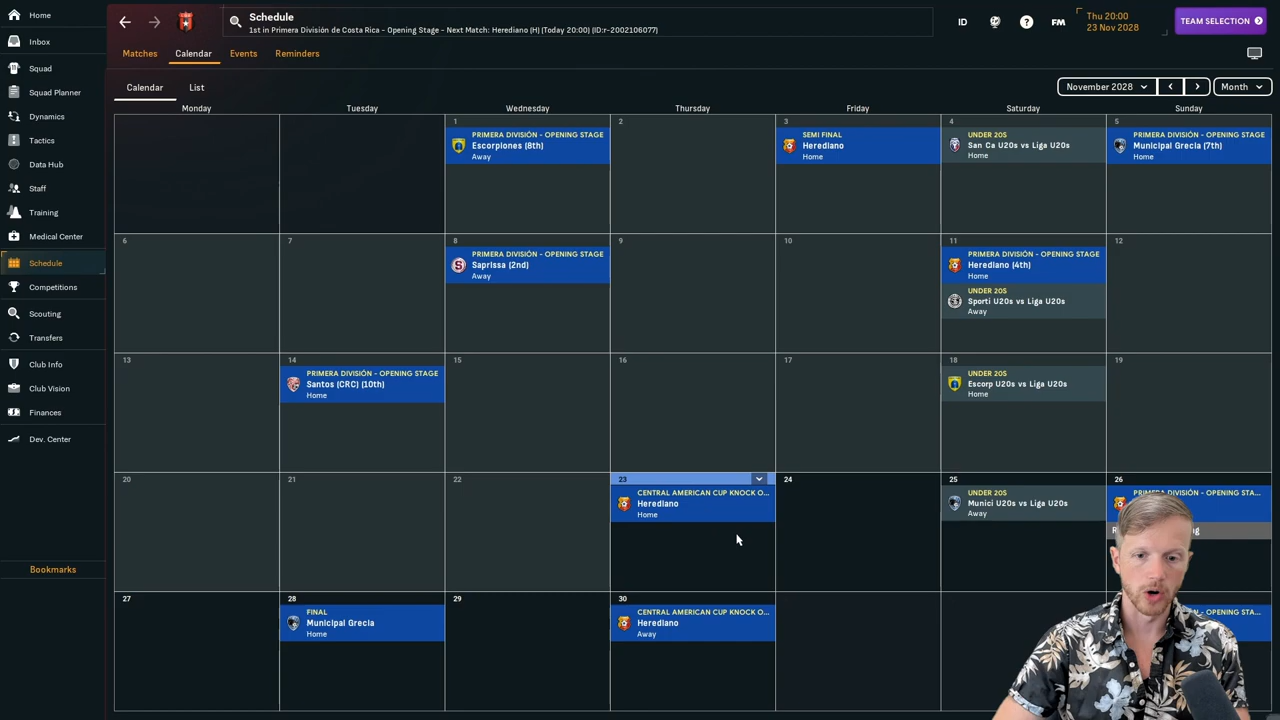 Home
Inbox
Squad
Squad Planner
Dynamics
Tactics
Data Hub
Staff
Training
Medical Center
Schedule
Competitions
Scouting
Transfers
Club Info
Club Vision
Finances
Dev. Center
Bookmarks
Schedule
1st in Primera División de Costa Rica - Opening Stage - Next Match: Herediano (H) (Today 20:00) (ID:r-2002106077)
ID
?
FM
Thu 20:00
23 Nov 2028
TEAM SELECTION
Matches
Calendar
Events
Reminders
Calendar
List
November 2028
Month
Monday
Tuesday
Wednesday
Thursday
Friday
Saturday
Sunday
1
PRIMERA DIVISIÓN - OPENING STAGE
Escorpiones (8th)
Away
2
3
SEMI FINAL
Herediano
Home
4
UNDER 20S
San Ca U20s vs Liga U20s
Home
5
PRIMERA DIVISIÓN - OPENING STAGE
Municipal Grecia (7th)
Home
6
7
8
PRIMERA DIVISIÓN - OPENING STAGE
Saprissa (2nd)
Away
9
10
11
PRIMERA DIVISIÓN - OPENING STAGE
Herediano (4th)
Home
UNDER 20S
Sporti U20s vs Liga U20s
Away
12
13
14
PRIMERA DIVISIÓN - OPENING STAGE
Santos (CRC) (10th)
Home
15
16
17
18
UNDER 20S
Escorp U20s vs Liga U20s
Home
19
20
21
22
23
CENTRAL AMERICAN CUP KNOCK O...
Herediano
Home
24
25
UNDER 20S
Munici U20s vs Liga U20s
Away
26
PRIMERA DIVISIÓN - OPENING STA...
27
28
FINAL
Municipal Grecia
Home
29
30
CENTRAL AMERICAN CUP KNOCK O...
Herediano
Away
- OPENING STA...